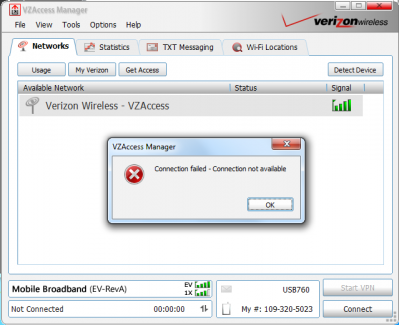 VZAccess Manager
File View Tools Options Help
verizonwireless
Networks Statistics TXT Messaging Wi-Fi Locations
Usage My Verizon Get Access Detect Device
Available Network Status Signal
Verizon Wireless - VZAccess
VZAccess Manager
Connection failed - Connection not available
OK
Mobile Broadband (EV-RevA) EV
1X
USB760
Start VPN
Not Connected 00:00:00
My #: 109-320-5023
Connect